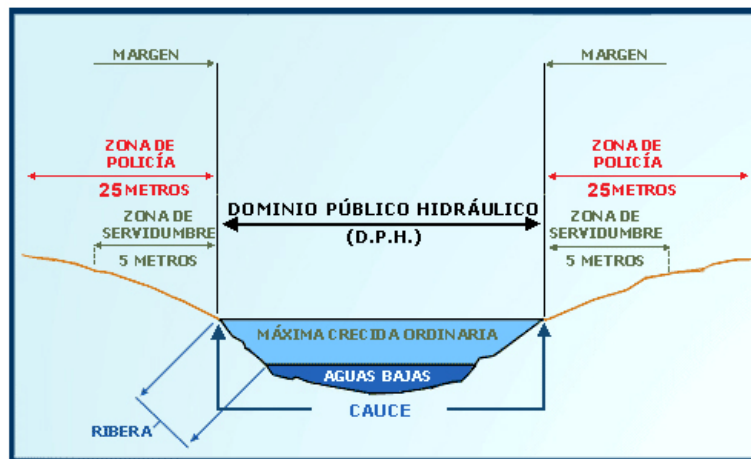 MARGEN
MARGEN
ZONA DE
POLICÍA
25 METROS
ZONA DE
POLICÍA
25 METROS
ZONA DE
SERVIDUMBRE
5 METROS
DOMINIO PÚBLICO HIDRÁULICO
(D.P.H.)
ZONA DE
SERVIDUMBRE
5 METROS
MÁXIMA CRECIDA ORDINARIA
AGUAS BAJAS
CAUCE
RIBERA